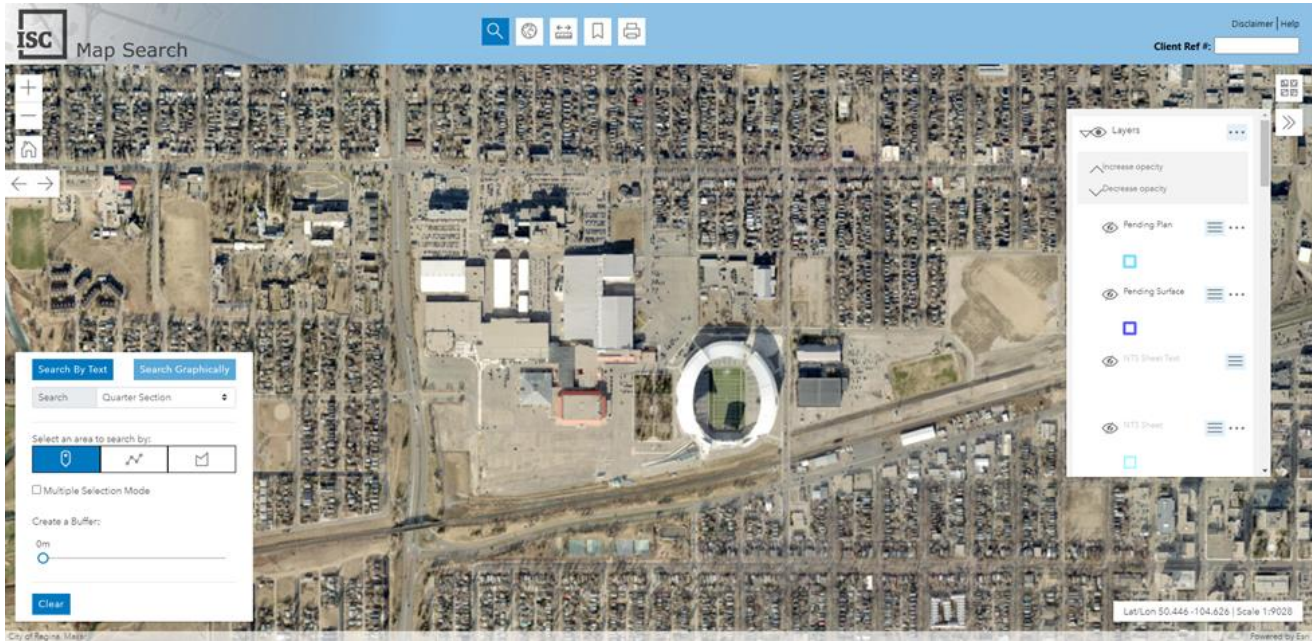 ISC
Map Search
Disclaimer | Help
Client Ref #:
Layers
Increase opacity
Decrease opacity
Pending Plan
Pending Surface
NTS Sheet Text
NTS Sheet
Search By Text
Search Graphically
Search
Quarter Section
Select an area to search by:
Multiple Selection Mode
Create a Buffer:
0m
Clear
Lat/Lon 50.446 -104.626 | Scale 1:9028
City of Regina, Maxar
Powered by